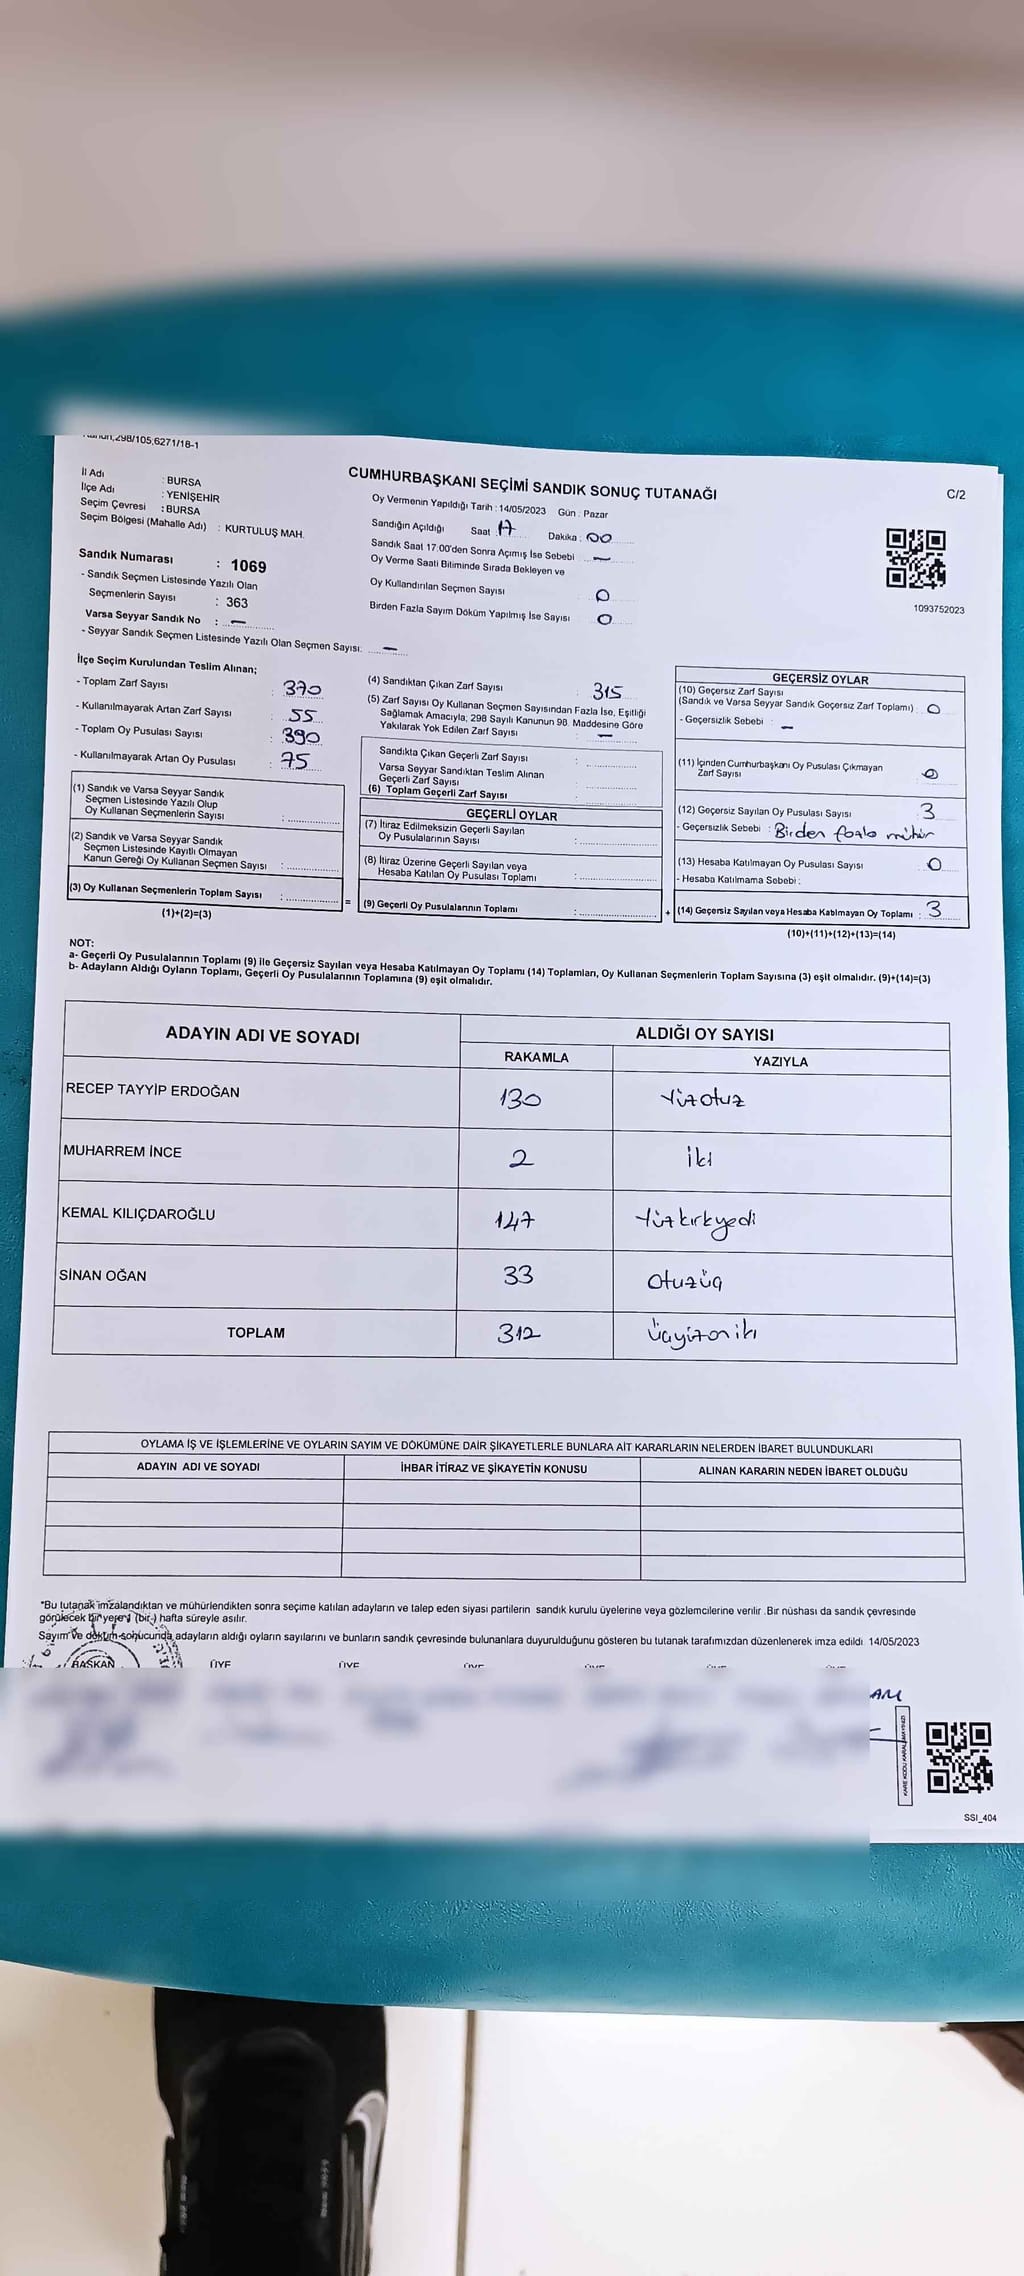 298/105,6271/18-1
İl Adı : BURSA
İlçe Adı : YENİŞEHİR
Seçim Çevresi : BURSA
Seçim Bölgesi (Mahalle Adı) : KURTULUŞ MAH.
Sandık Numarası : 1069
- Sandık Seçmen Listesinde Yazılı Olan
Seçmenlerin Sayısı : 363
Varsa Seyyar Sandık No : —
- Seyyar Sandık Seçmen Listesinde Yazılı Olan Seçmen Sayısı: —
CUMHURBAŞKANI SEÇİMİ SANDIK SONUÇ TUTANAĞI
Oy Vermenin Yapıldığı Tarih : 14/05/2023 Gün : Pazar
Sandığın Açıldığı Saat 17 Dakika : 00
Sandık Saat 17:00'den Sonra Açımış İse Sebebi —
Oy Verme Saati Bitiminde Sırada Bekleyen ve
Oy Kullandırılan Seçmen Sayısı 0
Birden Fazla Sayım Döküm Yapılmış İse Sayısı 0
C/2
1093752023
İlçe Seçim Kurulundan Teslim Alınan;
- Toplam Zarf Sayısı : 370
- Kullanılmayarak Artan Zarf Sayısı : 55
- Toplam Oy Pusulası Sayısı : 390
- Kullanılmayarak Artan Oy Pusulası : 75
(1) Sandık ve Varsa Seyyar Sandık
Seçmen Listesinde Yazılı Olup
Oy Kullanan Seçmenlerin Sayısı :
(2) Sandık ve Varsa Seyyar Sandık
Seçmen Listesinde Kayıtlı Olmayan
Kanun Gereği Oy Kullanan Seçmen Sayısı :
(3) Oy Kullanan Seçmenlerin Toplam Sayısı : =
(1)+(2)=(3)
(4) Sandıktan Çıkan Zarf Sayısı : 315
(5) Zarf Sayısı Oy Kullanan Seçmen Sayısından Fazla İse, Eşitliği
Sağlamak Amacıyla, 298 Sayılı Kanunun 98. Maddesine Göre
Yakılarak Yok Edilen Zarf Sayısı : —
Sandıkta Çıkan Geçerli Zarf Sayısı :
Varsa Seyyar Sandıktan Teslim Alınan
Geçerli Zarf Sayısı :
(6) Toplam Geçerli Zarf Sayısı :
GEÇERLİ OYLAR
(7) İtiraz Edilmeksizin Geçerli Sayılan
Oy Pusulalarının Sayısı :
(8) İtiraz Üzerine Geçerli Sayılan veya
Hesaba Katılan Oy Pusulası Toplamı :
(9) Geçerli Oy Pusulalarının Toplamı : +
GEÇERSİZ OYLAR
(10) Geçersiz Zarf Sayısı
(Sandık ve Varsa Seyyar Sandık Geçersiz Zarf Toplamı) : 0
- Geçersizlik Sebebi : —
(11) İçinden Cumhurbaşkanı Oy Pusulası Çıkmayan
Zarf Sayısı : 0
(12) Geçersiz Sayılan Oy Pusulası Sayısı : 3
- Geçersizlik Sebebi : Birden fazla mühür
(13) Hesaba Katılmayan Oy Pusulası Sayısı : 0
- Hesaba Katılmama Sebebi :
(14) Geçersiz Sayılan veya Hesaba Katılmayan Oy Toplamı : 3
(10)+(11)+(12)+(13)=(14)
NOT:
a- Geçerli Oy Pusulalarının Toplamı (9) ile Geçersiz Sayılan veya Hesaba Katılmayan Oy Toplamı (14) Toplamları, Oy Kullanan Seçmenlerin Toplam Sayısına (3) eşit olmalıdır. (9)+(14)=(3)
b- Adayların Aldığı Oyların Toplamı, Geçerli Oy Pusulalarının Toplamına (9) eşit olmalıdır.
ADAYIN ADI VE SOYADI ALDIĞI OY SAYISI
RAKAMLA YAZIYLA
RECEP TAYYİP ERDOĞAN 130 Yüzotuz
MUHARREM İNCE 2 iki
KEMAL KILIÇDAROĞLU 147 Yüzkırkyedi
SİNAN OĞAN 33 Otuzüç
TOPLAM 312 Üçyüzoniki
OYLAMA İŞ VE İŞLEMLERİNE VE OYLARIN SAYIM VE DÖKÜMÜNE DAİR ŞİKAYETLERLE BUNLARA AİT KARARLARIN NELERDEN İBARET BULUNDUKLARI
ADAYIN ADI VE SOYADI İHBAR İTİRAZ VE ŞİKAYETİN KONUSU ALINAN KARARIN NEDEN İBARET OLDUĞU
*Bu tutanak imzalandıktan ve mühürlendikten sonra seçime katılan adayların ve talep eden siyasi partilerin sandık kurulu üyelerine veya gözlemcilerine verilir. Bir nüshası da sandık çevresinde
görülecek bir yere 1 (bir) hafta süreyle asılır.
Sayım ve döküm sonucunda adayların aldığı oyların sayılarını ve bunların sandık çevresinde bulunanlara duyurulduğunu gösteren bu tutanak tarafımızdan düzenlenerek imza edildi. 14/05/2023
BAŞKAN ÜYE ÜYE ÜYE ÜYE ÜYE ÜYE
KARE KODU KARALAMAYINIZ!
SSI_404